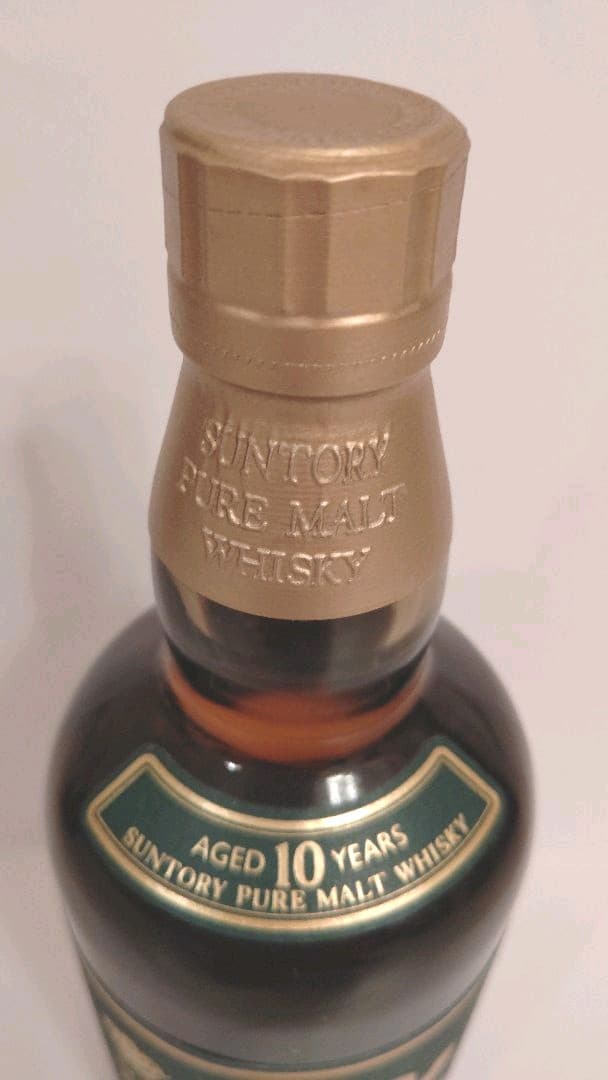 SUNTORY
PURE MALT
WHISKY
AGED 10 YEARS
SUNTORY PURE MALT WHISKY